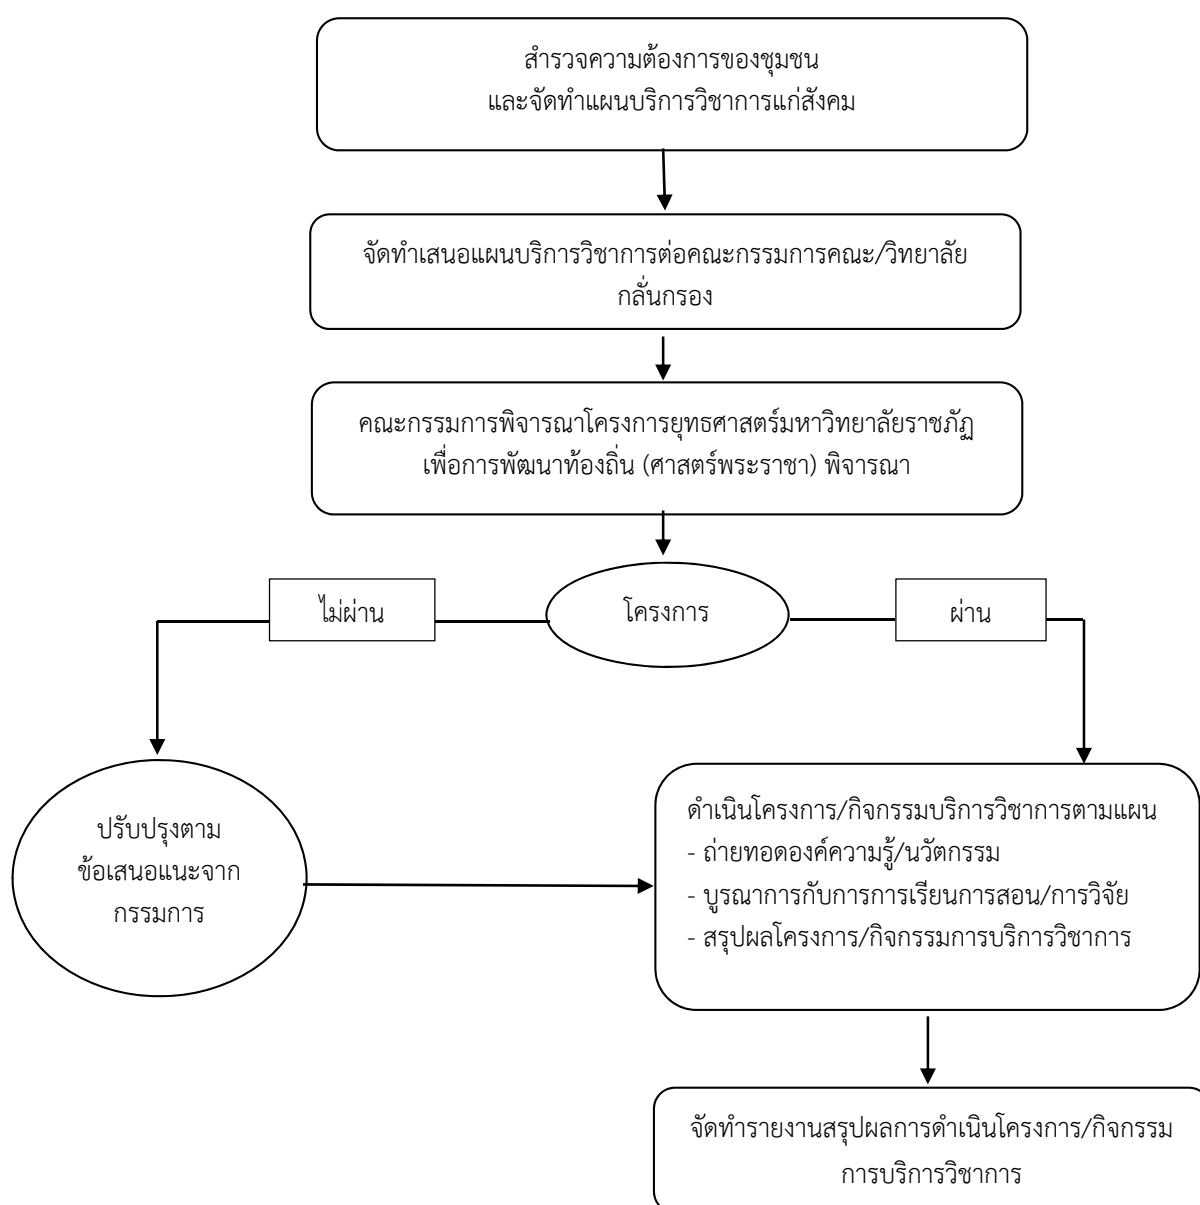 สำรวจความต้องการของชุมชน
และจัดทำแผนบริการวิชาการแก่สังคม
จัดทำเสนอแผนบริการวิชาการต่อคณะกรรมการคณะ/วิทยาลัย
กลั่นกรอง
คณะกรรมการพิจารณาโครงการยุทธศาสตร์มหาวิทยาลัยราชภัฏ
เพื่อการพัฒนาท้องถิ่น (ศาสตร์พระราชา) พิจารณา
ไม่ผ่าน
โครงการ
ผ่าน
ปรับปรุงตาม
ข้อเสนอแนะจาก
กรรมการ
ดำเนินโครงการ/กิจกรรมบริการวิชาการตามแผน
- ถ่ายทอดองค์ความรู้/นวัตกรรม
- บูรณาการกับการการเรียนการสอน/การวิจัย
- สรุปผลโครงการ/กิจกรรมการบริการวิชาการ
จัดทำรายงานสรุปผลการดำเนินโครงการ/กิจกรรม
การบริการวิชาการ